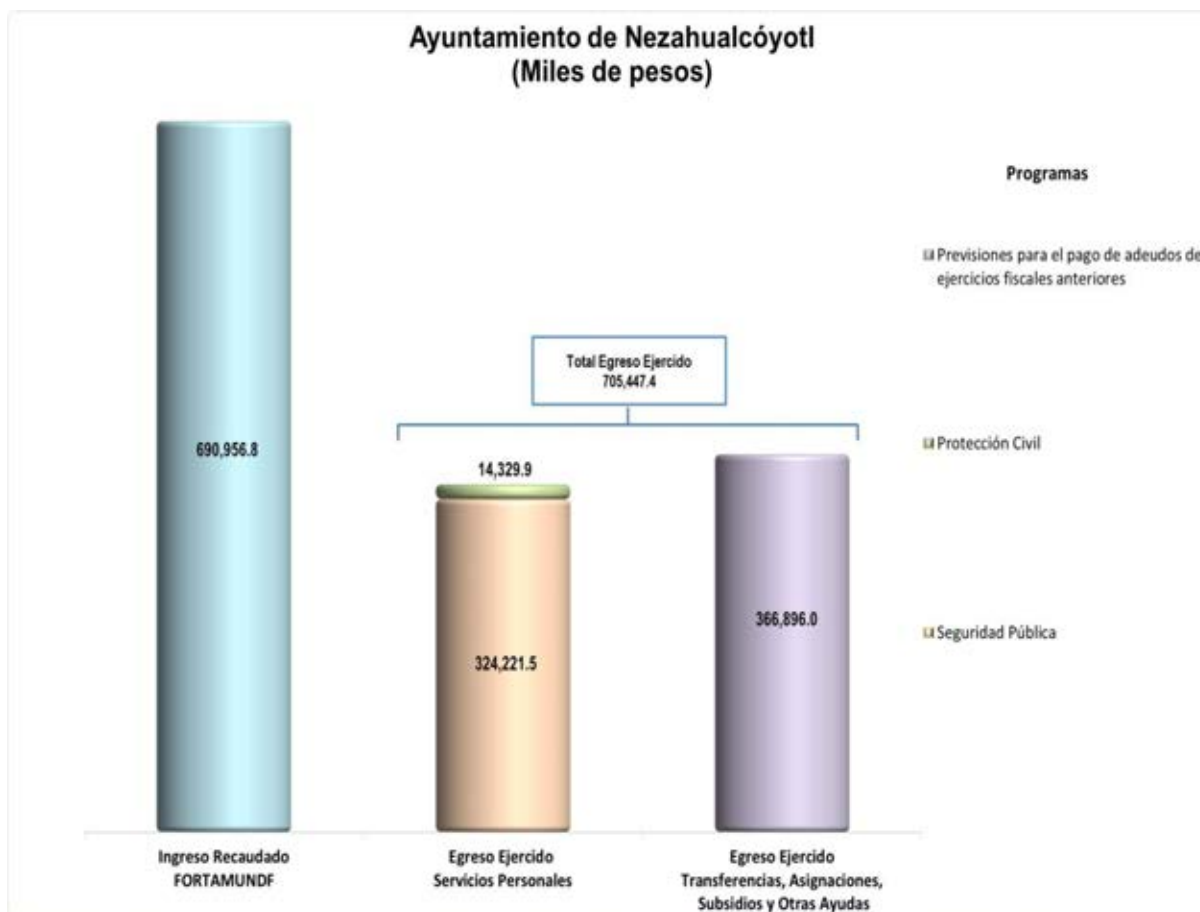 Ayuntamiento de Nezahualcóyotl
(Miles de pesos)
Programas
Previsiones para el pago de adeudos de
ejercicios fiscales anteriores
Total Egreso Ejercido
705,447.4
690,956.8
14,329.9
Protección Civil
366,896.0
324,221.5
Seguridad Pública
Ingreso Recaudado
FORTAMUNDF
Egreso Ejercido
Servicios Personales
Egreso Ejercido
Transferencias, Asignaciones,
Subsidios y Otras Ayudas